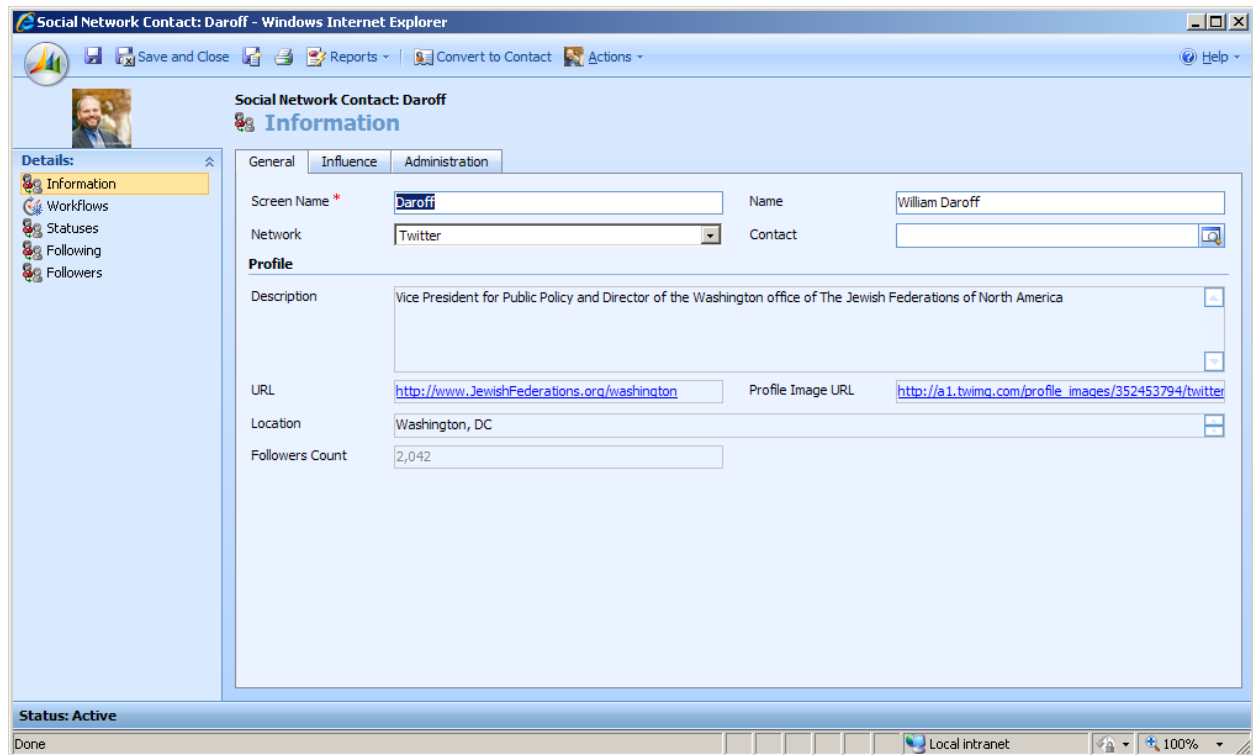 Social Network Contact: Daroff - Windows Internet Explorer
Save and Close Reports Convert to Contact Actions Help
Social Network Contact: Daroff
Information
Details:
Information
Workflows
Statuses
Following
Followers
General Influence Administration
Screen Name * Daroff Name William Daroff
Network Twitter Contact
Profile
Description Vice President for Public Policy and Director of the Washington office of The Jewish Federations of North America
URL http://www.JewishFederations.org/washington Profile Image URL http://a1.twimg.com/profile_images/352453794/twitter
Location Washington, DC
Followers Count 2,042
Status: Active
Done Local intranet 100%